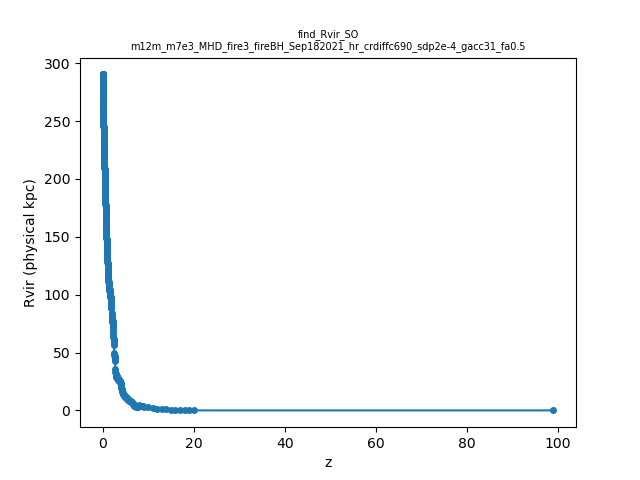 find_Rvir_SO
m12m_m7e3_MHD_fire3_fireBH_Sep182021_hr_crdiffc690_sdp2e-4_gacc31_fa0.5
300
250
200
150
100
50
0
Rvir (physical kpc)
0 20 40 60 80 100
z